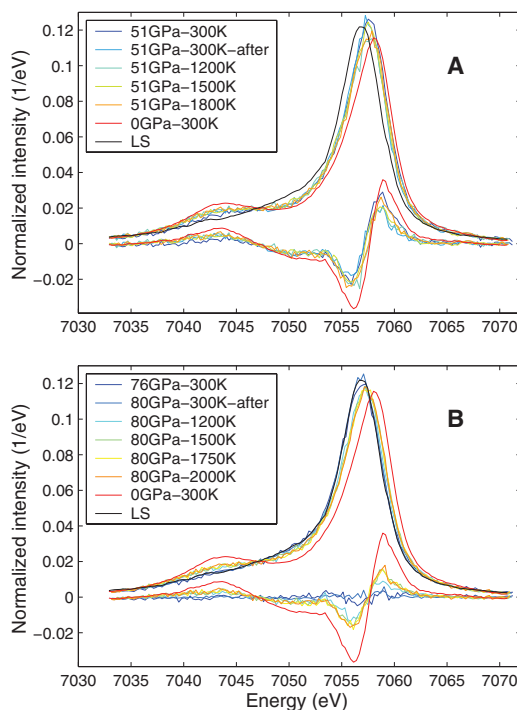 51GPa−300K
51GPa−300K−after
51GPa−1200K
51GPa−1500K
51GPa−1800K
0GPa−300K
LS
A
Normalized intensity (1/eV)
0.12
0.1
0.08
0.06
0.04
0.02
0
−0.02
7030 7035 7040 7045 7050 7055 7060 7065 7070
76GPa−300K
80GPa−300K−after
80GPa−1200K
80GPa−1500K
80GPa−1750K
80GPa−2000K
0GPa−300K
LS
B
Normalized intensity (1/eV)
0.12
0.1
0.08
0.06
0.04
0.02
0
−0.02
7030 7035 7040 7045 7050 7055 7060 7065 7070
Energy (eV)